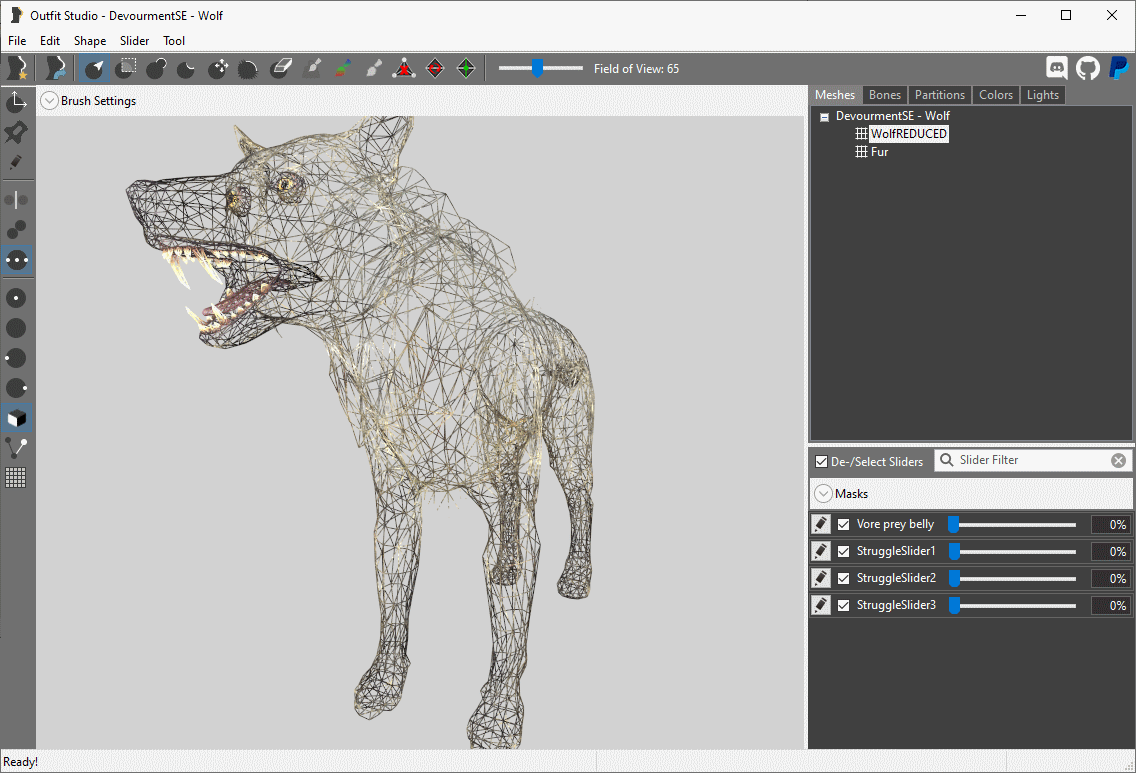 Outfit Studio - DevourmentSE - Wolf
File Edit Shape Slider Tool
Field of View: 65
Brush Settings
Meshes Bones Partitions Colors Lights
DevourmentSE - Wolf
WolfREDUCED
Fur
De-/Select Sliders Slider Filter
Masks
Vore prey belly 0%
StruggleSlider1 0%
StruggleSlider2 0%
StruggleSlider3 0%
Ready!